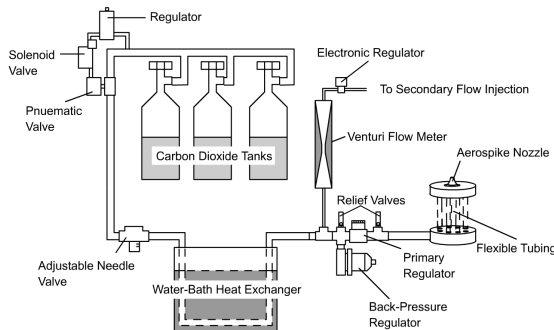 Regulator
Solenoid
Valve
Pnuematic
Valve
Electronic Regulator
To Secondary Flow Injection
Venturi Flow Meter
Carbon Dioxide Tanks
Aerospike Nozzle
Relief Valves
Flexible Tubing
Adjustable Needle
Valve
Primary
Regulator
Water-Bath Heat Exchanger
Back-Pressure
Regulator